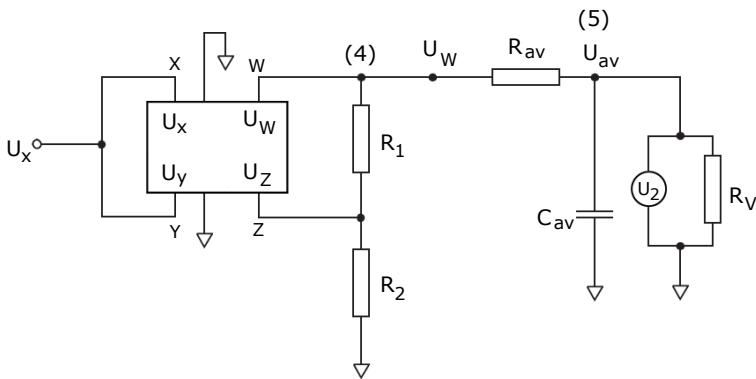 (5)
(4) U_W R_av U_av
X W
U_x U_W
R_1
U_x
U_y U_Z
U_2
R_V
C_av
Y Z
R_2